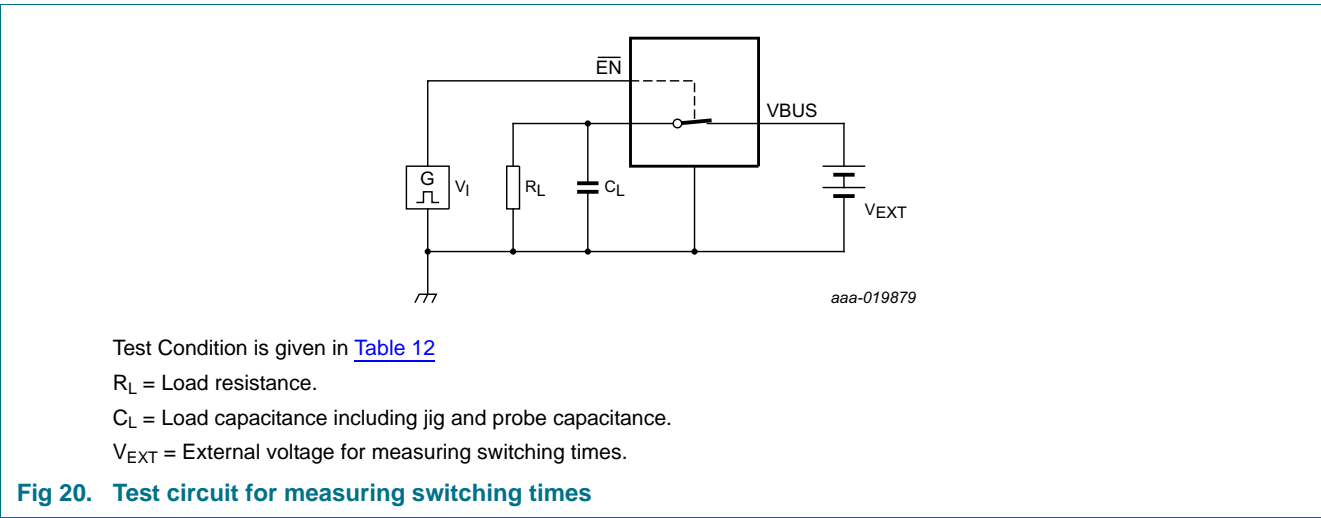 EN
VBUS
G
VI
RL
CL
VEXT
aaa-019879
Test Condition is given in Table 12
RL = Load resistance.
CL = Load capacitance including jig and probe capacitance.
VEXT = External voltage for measuring switching times.
Fig 20. Test circuit for measuring switching times